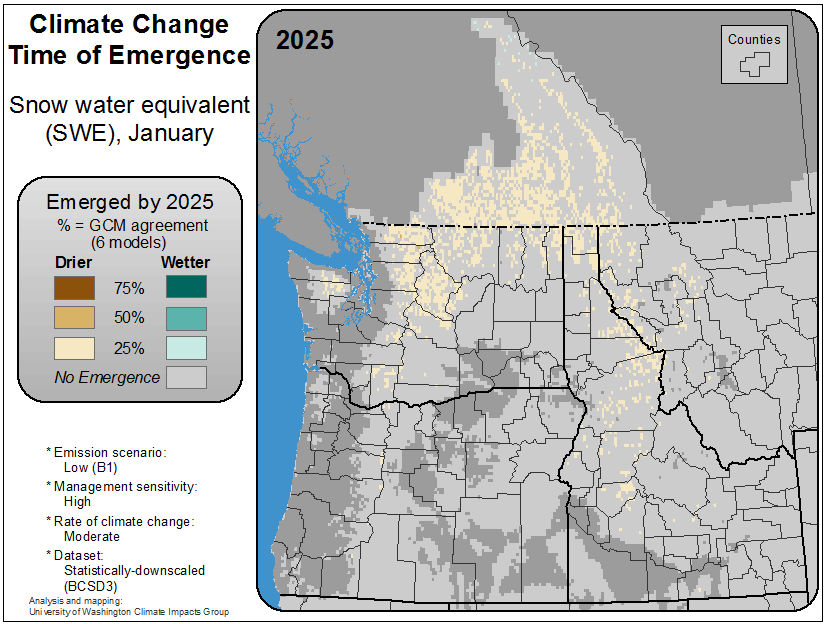 Climate Change
Time of Emergence
Snow water equivalent
(SWE), January
Emerged by 2025
% = GCM agreement
(6 models)
Drier
Wetter
75%
50%
25%
No Emergence
* Emission scenario:
Low (B1)
* Management sensitivity:
High
* Rate of climate change:
Moderate
* Dataset:
Statistically-downscaled
(BCSD3)
Analysis and mapping:
University of Washington Climate Impacts Group
2025
Counties